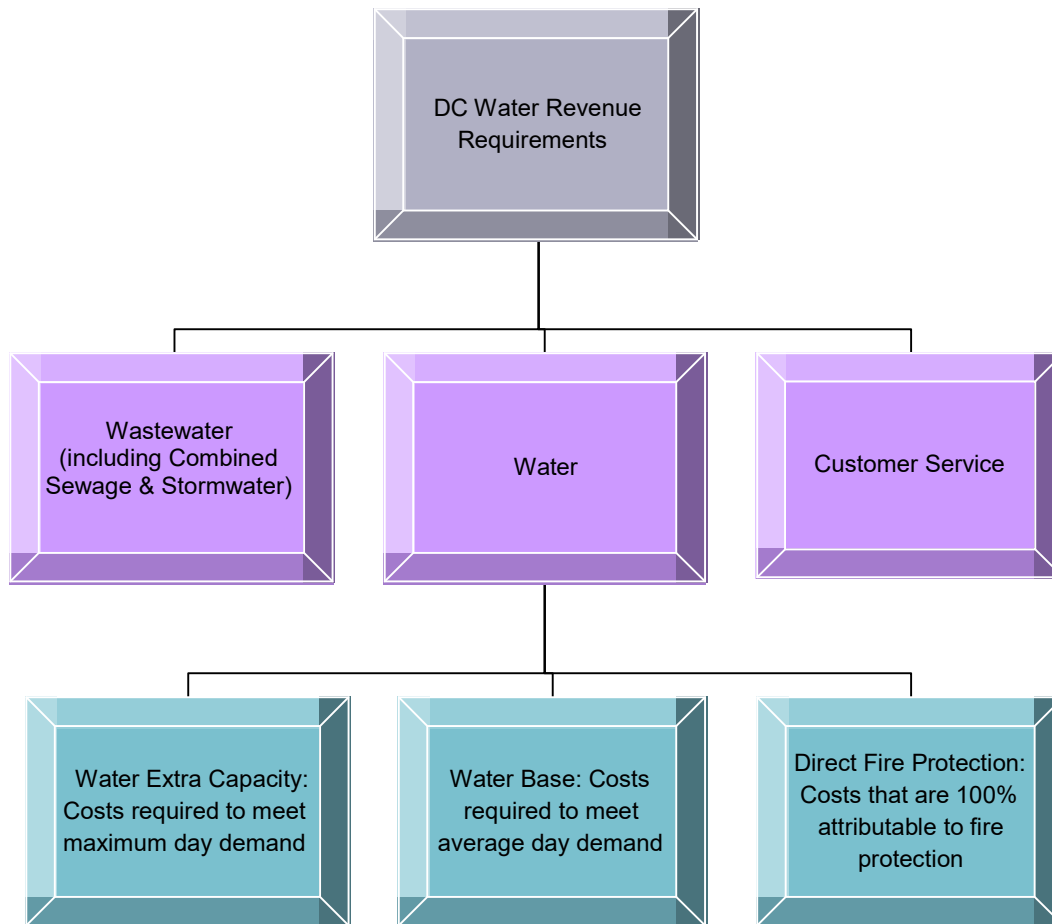 DC Water Revenue
Requirements
Wastewater
(including Combined
Sewage & Stormwater)
Water
Customer Service
Water Extra Capacity:
Costs required to meet
maximum day demand
Water Base: Costs
required to meet
average day demand
Direct Fire Protection:
Costs that are 100%
attributable to fire
protection